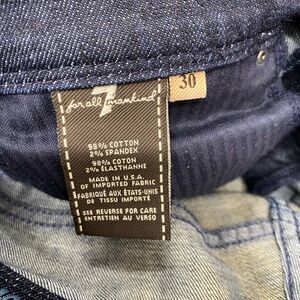 7
for all mankind
30
98% COTTON
2% SPANDEX
98% COTON
2% ÉLASTHANNE
MADE IN U.S.A.
OF IMPORTED FABRIC
FABRIQUÉ AUX ÉTATS-UNIS
DE TISSU IMPORTÉ
SEE REVERSE FOR CARE
ENTRETIEN AU VERSO